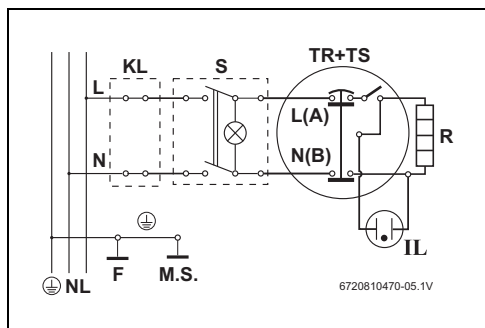 KL S TR+TS
L L(A)
N N(B) R
IL
F M.S.
NL
6720810470-05.1V